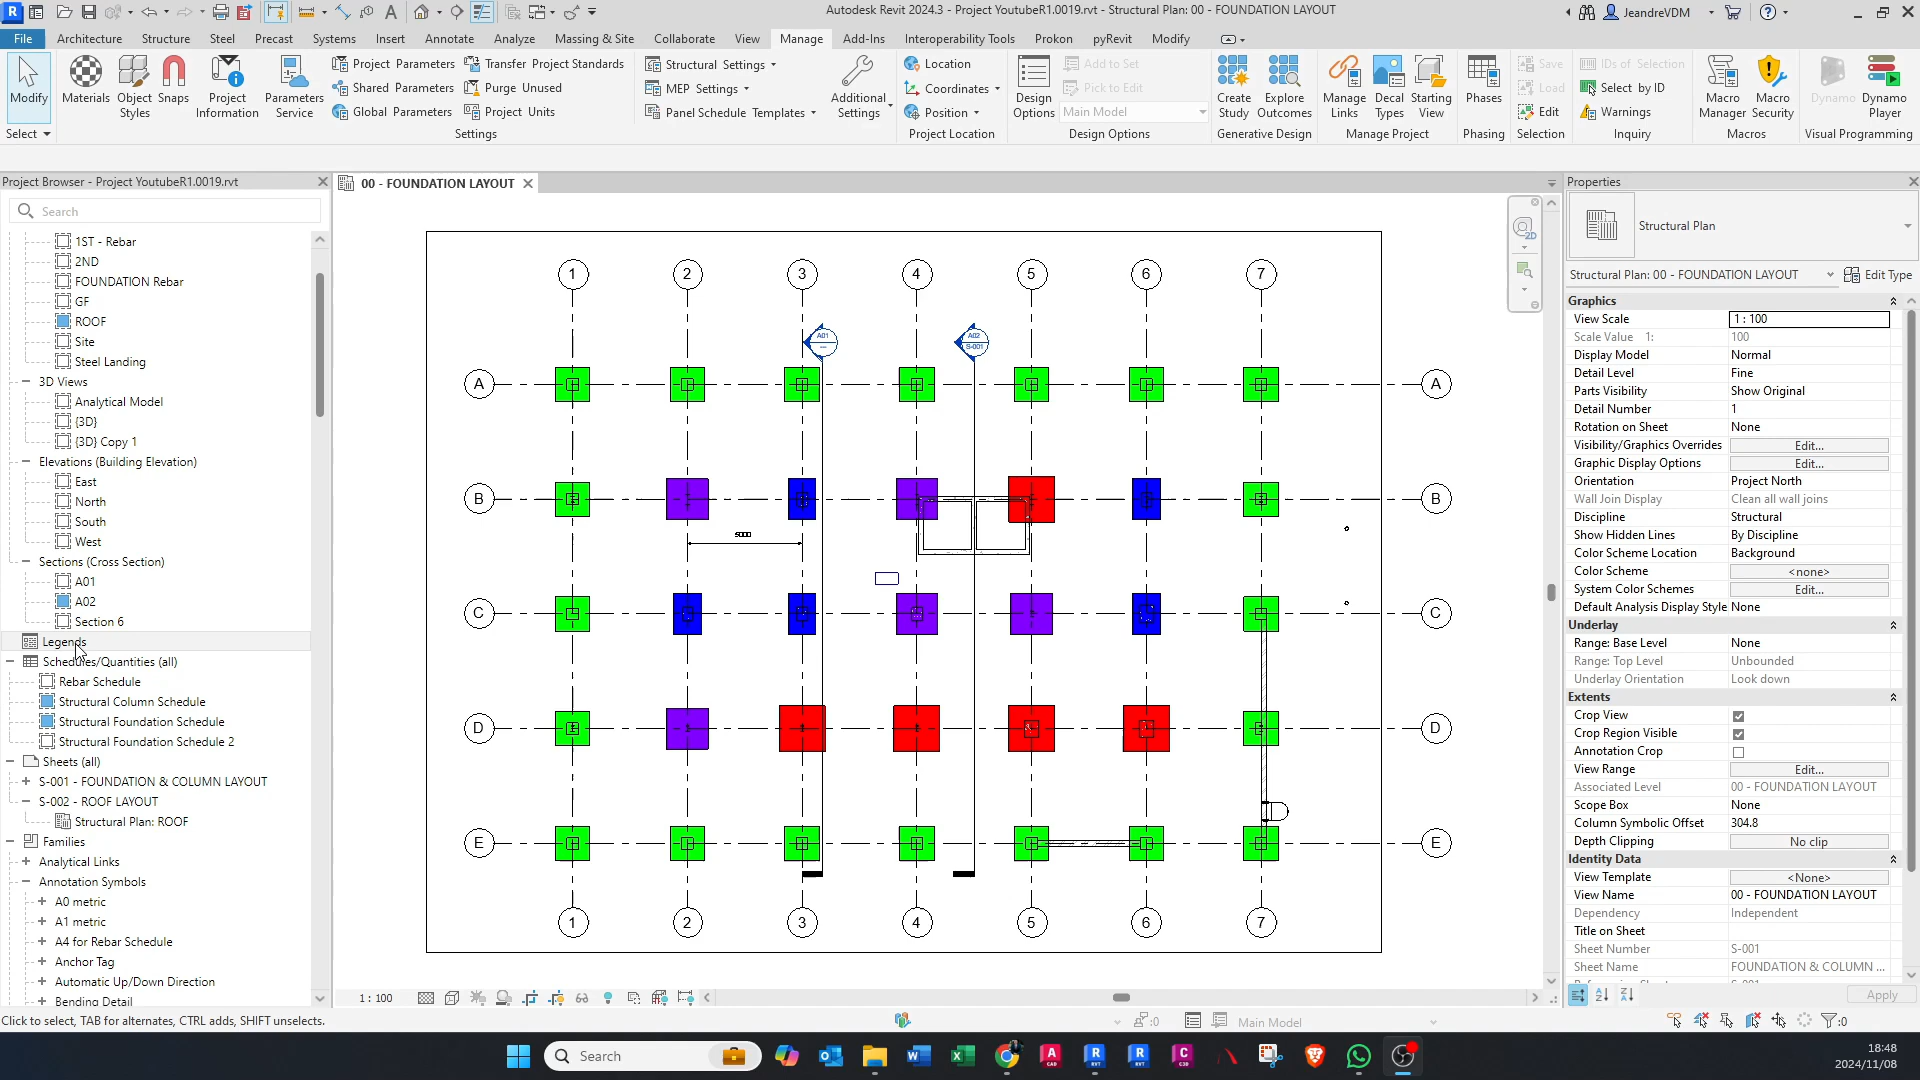 Autodesk Revit 2024.3 - Project YoutubeR1.0019.rvt - Structural Plan: 00 - FOUNDATION LAYOUT
JeandreVDM
File
Architecture
Structure
Steel
Precast
Systems
Insert
Annotate
Analyze
Massing & Site
Collaborate
View
Manage
Add-Ins
Interoperability Tools
Prokon
pyRevit
Modify
Modify
Materials
Object Styles
Snaps
Project Information
Parameters Service
Project Parameters
Shared Parameters
Global Parameters
Transfer Project Standards
Purge Unused
Project Units
Structural Settings
MEP Settings
Panel Schedule Templates
Additional Settings
Location
Coordinates
Position
Design Options
Add to Set
Pick to Edit
Main Model
Create Study
Explore Outcomes
Manage Links
Decal Types
Starting View
Phases
Save
Load
Edit
IDs of Selection
Select by ID
Warnings
Macro Manager
Macro Security
Dynamo
Dynamo Player
Select
Settings
Project Location
Design Options
Generative Design
Manage Project
Phasing
Selection
Inquiry
Macros
Visual Programming
Project Browser - Project YoutubeR1.0019.rvt
Search
1ST - Rebar
2ND
FOUNDATION Rebar
GF
ROOF
Site
Steel Landing
3D Views
Analytical Model
{3D}
{3D} Copy 1
Elevations (Building Elevation)
East
North
South
West
Sections (Cross Section)
A01
A02
Section 6
Legends
Schedules/Quantities (all)
Rebar Schedule
Structural Column Schedule
Structural Foundation Schedule
Structural Foundation Schedule 2
Sheets (all)
S-001 - FOUNDATION & COLUMN LAYOUT
S-002 - ROOF LAYOUT
Structural Plan: ROOF
Families
Analytical Links
Annotation Symbols
A0 metric
A1 metric
A4 for Rebar Schedule
Anchor Tag
Automatic Up/Down Direction
Bending Detail
00 - FOUNDATION LAYOUT
1 2 3 4 5 6 7
A01
A02
S-001
A A
B B
5000
C C
D D
E E
1 2 3 4 5 6 7
2D
1 : 100
Properties
Structural Plan
Structural Plan: 00 - FOUNDATION LAYOUT
Edit Type
Graphics
View Scale 1 : 100
Scale Value 1: 100
Display Model Normal
Detail Level Fine
Parts Visibility Show Original
Detail Number 1
Rotation on Sheet None
Visibility/Graphics Overrides Edit...
Graphic Display Options Edit...
Orientation Project North
Wall Join Display Clean all wall joins
Discipline Structural
Show Hidden Lines By Discipline
Color Scheme Location Background
Color Scheme <none>
System Color Schemes Edit...
Default Analysis Display Style None
Underlay
Range: Base Level None
Range: Top Level Unbounded
Underlay Orientation Look down
Extents
Crop View
Crop Region Visible
Annotation Crop
View Range Edit...
Associated Level 00 - FOUNDATION LAYOUT
Scope Box None
Column Symbolic Offset 304.8
Depth Clipping No clip
Identity Data
View Template <None>
View Name 00 - FOUNDATION LAYOUT
Dependency Independent
Title on Sheet
Sheet Number S-001
Sheet Name FOUNDATION & COLUMN ...
Apply
Click to select, TAB for alternates, CTRL adds, SHIFT unselects.
:0
Main Model
:0
Search
18:48
2024/11/08